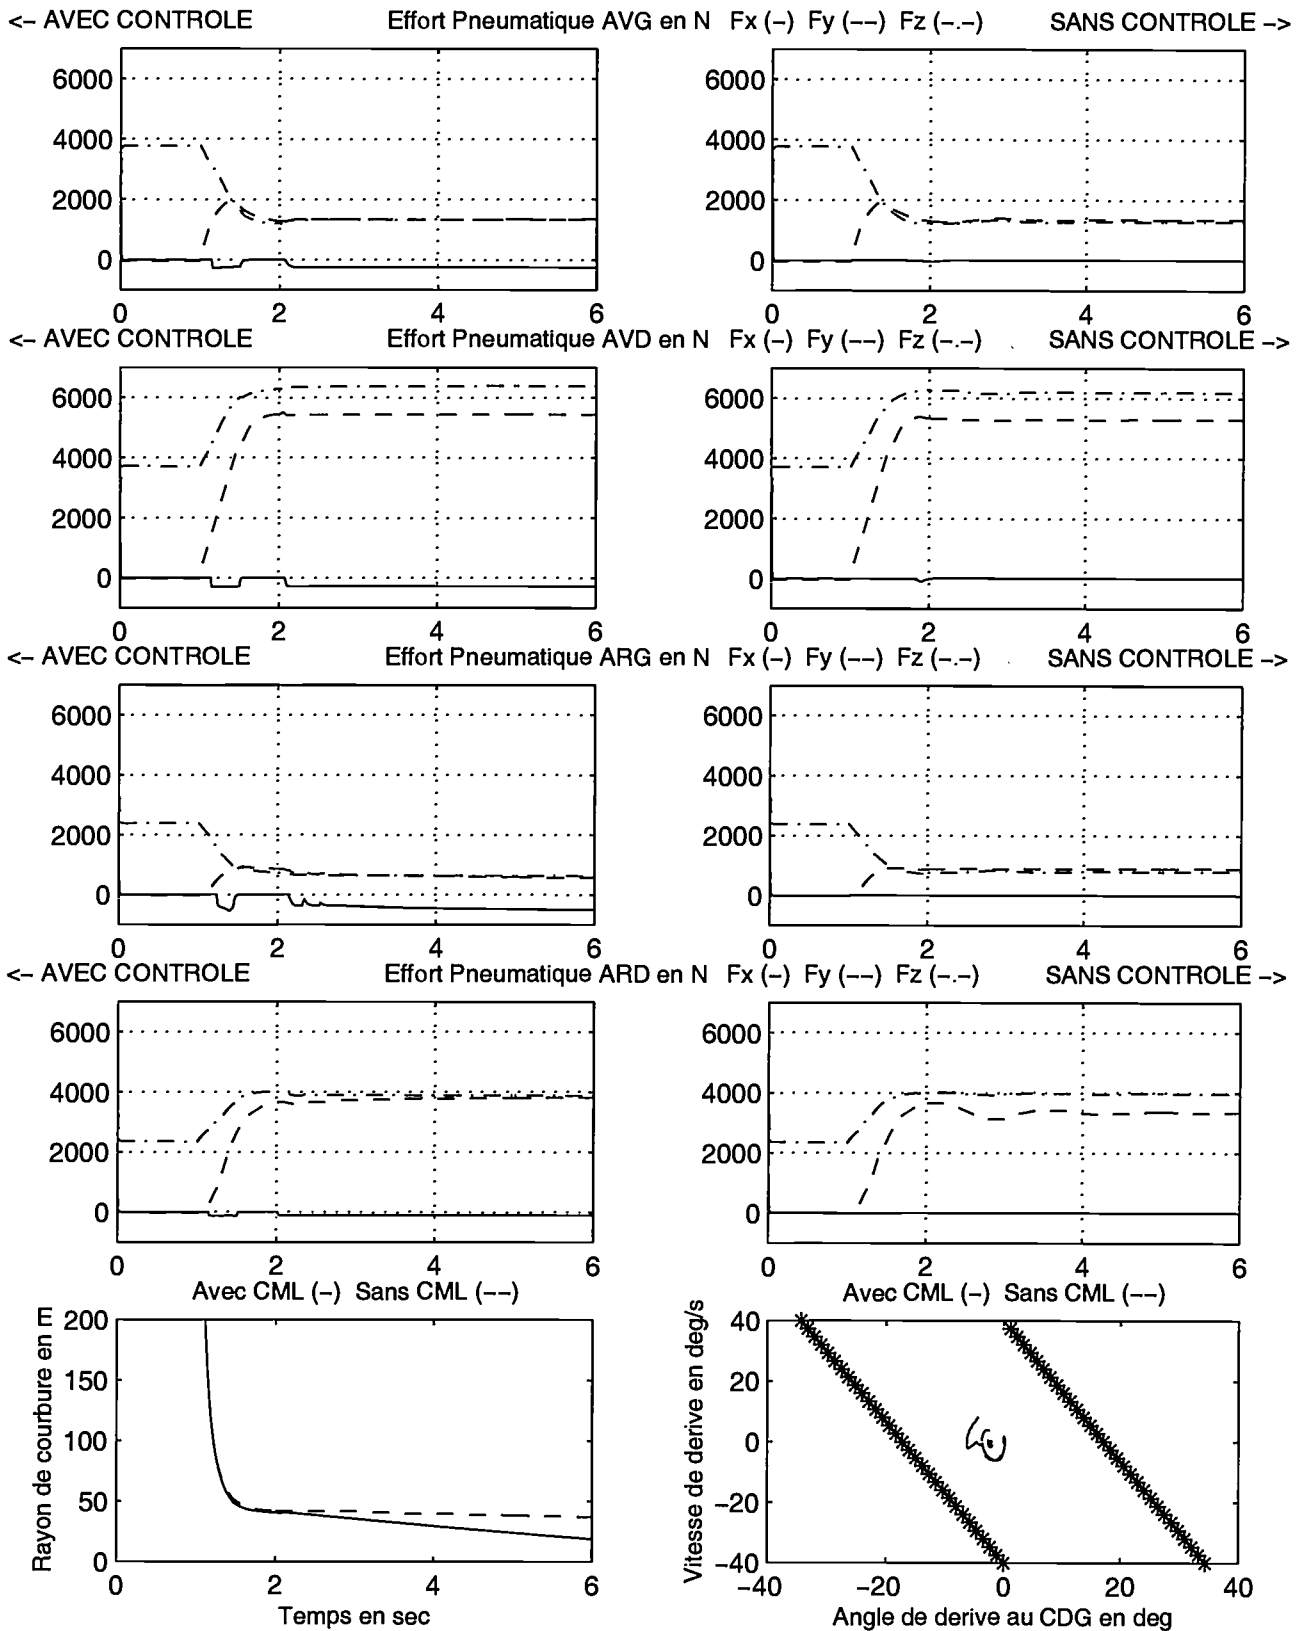 <- AVEC CONTROLE Effort Pneumatique AVG en N Fx (-) Fy (--) Fz (-.-) SANS CONTROLE ->
6000 6000
4000 4000
2000 2000
0 0
0 2 4 6 0 2 4 6
<- AVEC CONTROLE Effort Pneumatique AVD en N Fx (-) Fy (--) Fz (-.-) SANS CONTROLE ->
6000 6000
4000 4000
2000 2000
0 0
0 2 4 6 0 2 4 6
<- AVEC CONTROLE Effort Pneumatique ARG en N Fx (-) Fy (--) Fz (-.-) SANS CONTROLE ->
6000 6000
4000 4000
2000 2000
0 0
0 2 4 6 0 2 4 6
<- AVEC CONTROLE Effort Pneumatique ARD en N Fx (-) Fy (--) Fz (-.-) SANS CONTROLE ->
6000 6000
4000 4000
2000 2000
0 0
0 2 4 6 0 2 4 6
Avec CML (-) Sans CML (--) Avec CML (-) Sans CML (--)
Rayon de courbure en m
200
150
100
50
0
0 2 4 6
Temps en sec
Vitesse de derive en deg/s
40
20
0
-20
-40
-40 -20 0 20 40
Angle de derive au CDG en deg